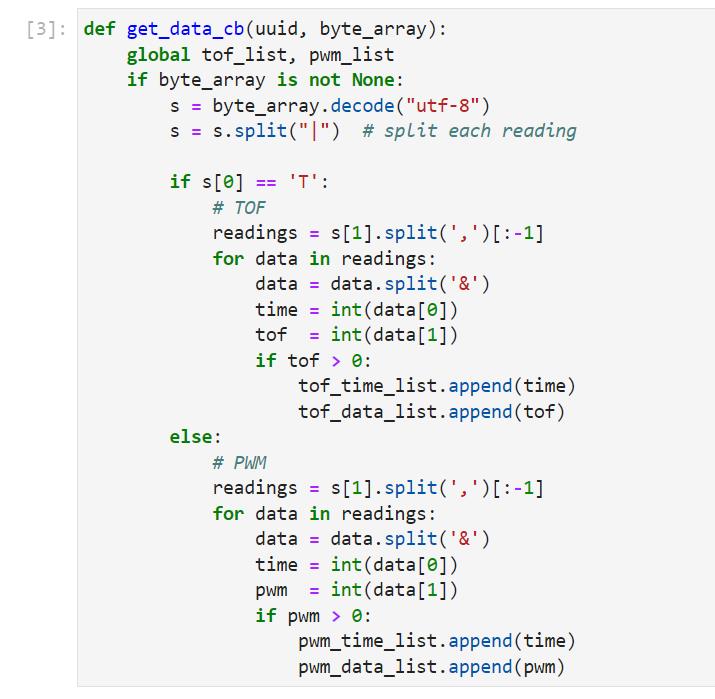 [3]: def get_data_cb(uuid, byte_array):
    global tof_list, pwm_list
    if byte_array is not None:
        s = byte_array.decode("utf-8")
        s = s.split("|")  # split each reading

        if s[0] == 'T':
            # TOF
            readings = s[1].split(',')[:-1]
            for data in readings:
                data = data.split('&')
                time = int(data[0])
                tof  = int(data[1])
                if tof > 0:
                    tof_time_list.append(time)
                    tof_data_list.append(tof)
        else:
            # PWM
            readings = s[1].split(',')[:-1]
            for data in readings:
                data = data.split('&')
                time = int(data[0])
                pwm  = int(data[1])
                if pwm > 0:
                    pwm_time_list.append(time)
                    pwm_data_list.append(pwm)